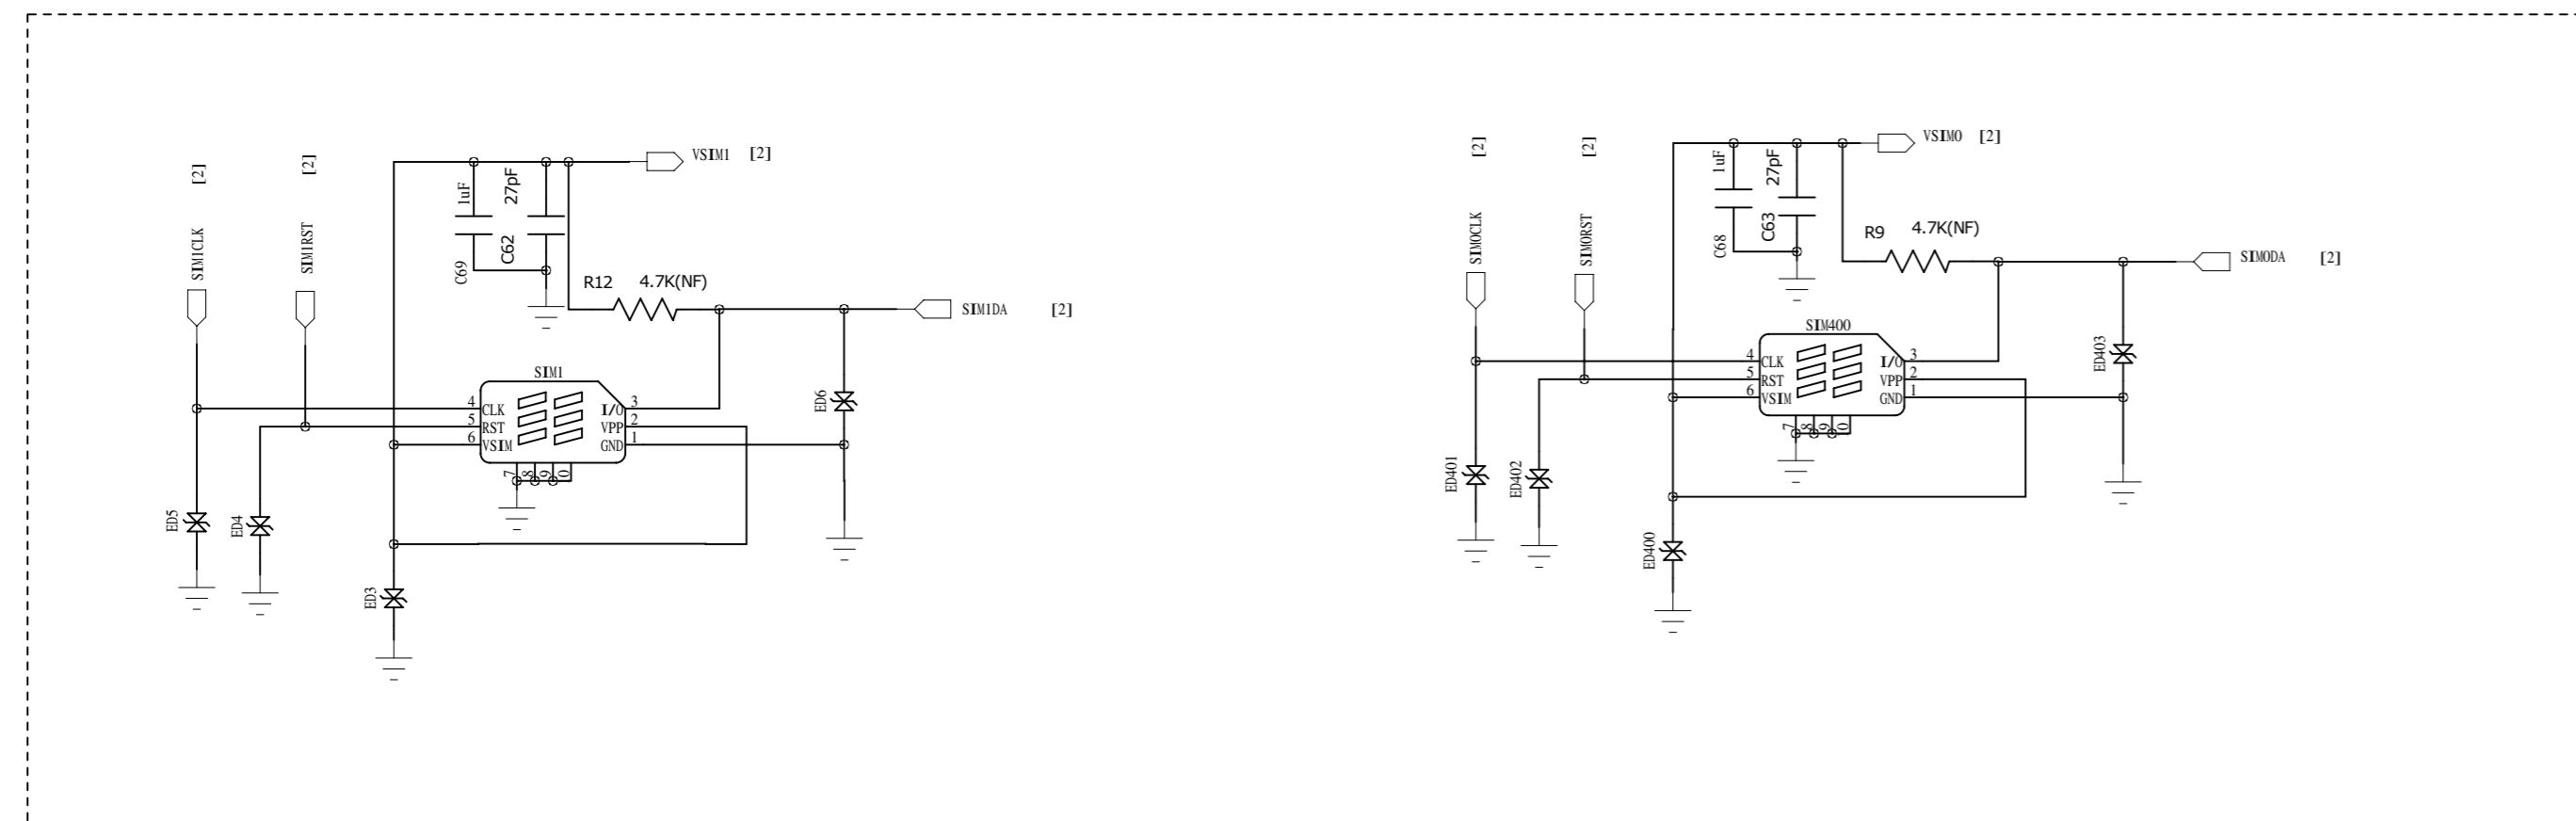 [2]
[2]
SIM1CLK
SIM1RST
VSIM1 [2]
1uF
27pF
C69
C62
R12 4.7K(NF)
SIM1DA [2]
SIM1
4 CLK
5 RST
6 VSIM
I/O 3
VPP 2
GND 1
7 8 9 0
ED6
ED5
ED4
ED3
[2]
[2]
SIM0CLK
SIM0RST
VSIM0 [2]
1uF
27pF
C68
C63
R9 4.7K(NF)
SIM0DA [2]
SIM400
4 CLK
5 RST
6 VSIM
I/O 3
VPP 2
GND 1
7 8 9 0
ED403
ED401
ED402
ED400